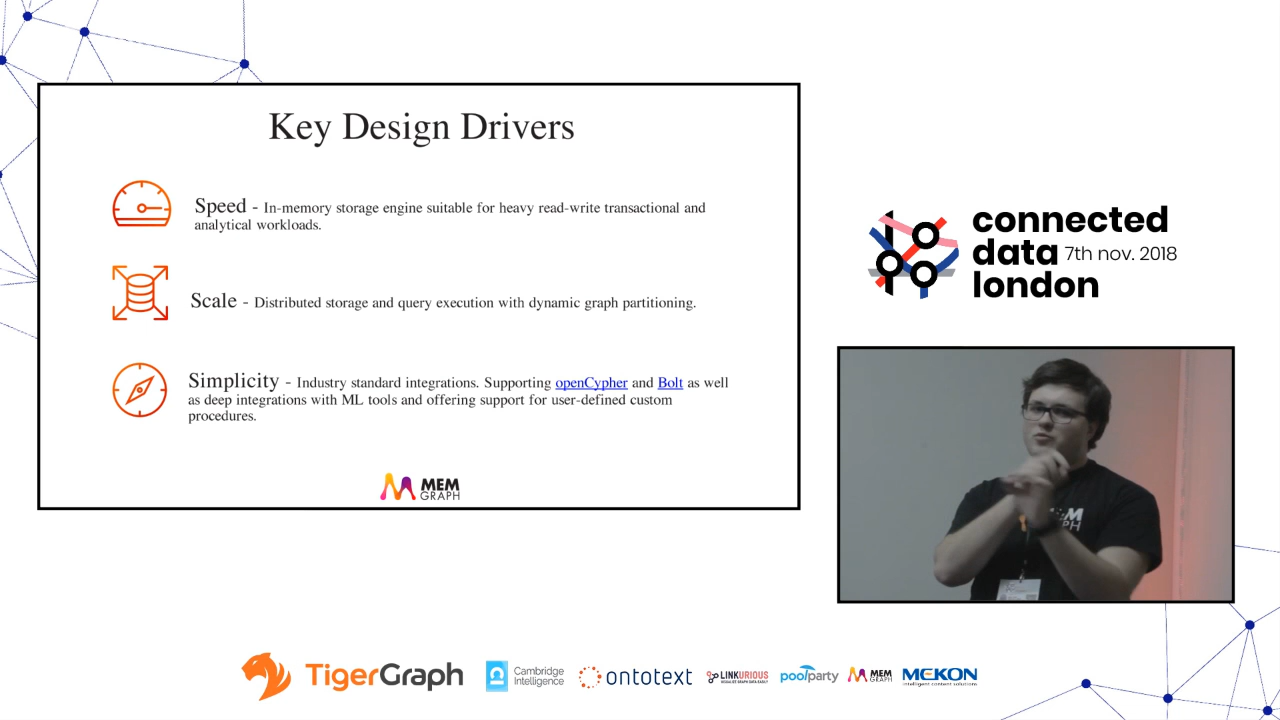 Key Design Drivers
Speed - In-memory storage engine suitable for heavy read-write transactional and
analytical workloads.
Scale - Distributed storage and query execution with dynamic graph partitioning.
Simplicity - Industry standard integrations. Supporting openCypher and Bolt as well
as deep integrations with ML tools and offering support for user-defined custom
procedures.
MEM
GRAPH
connected
data 7th nov. 2018
london
TigerGraph
Cambridge
Intelligence
ontotext
LINKURIOUS
poolparty
MEM
GRAPH
MEKON
intelligent content solutions